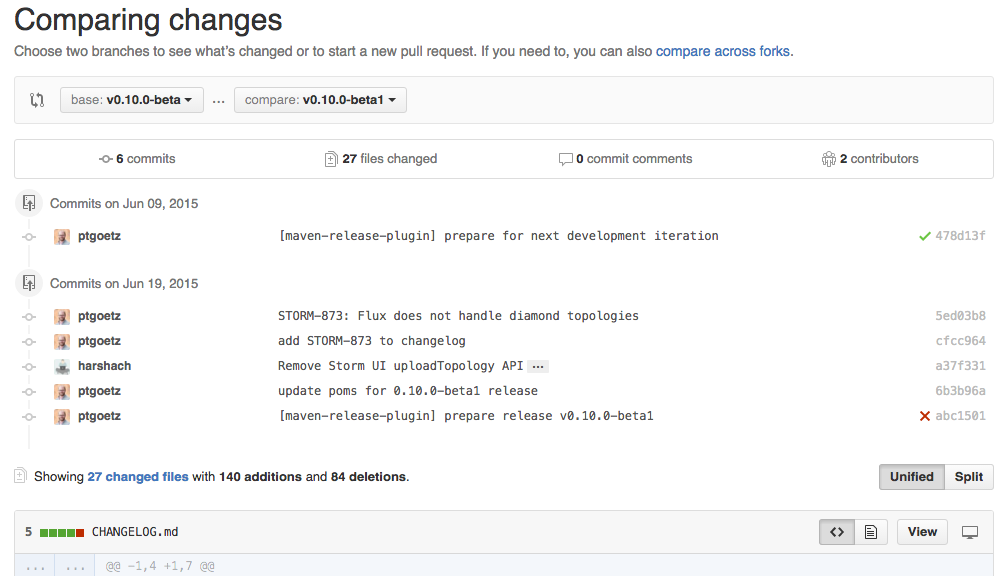 Comparing changes
Choose two branches to see what's changed or to start a new pull request. If you need to, you can also compare across forks.
base: v0.10.0-beta ... compare: v0.10.0-beta1
6 commits 27 files changed 0 commit comments 2 contributors
Commits on Jun 09, 2015
ptgoetz [maven-release-plugin] prepare for next development iteration 478d13f
Commits on Jun 19, 2015
ptgoetz STORM-873: Flux does not handle diamond topologies 5ed03b8
ptgoetz add STORM-873 to changelog cfcc964
harshach Remove Storm UI uploadTopology API ... a37f331
ptgoetz update poms for 0.10.0-beta1 release 6b3b96a
ptgoetz [maven-release-plugin] prepare release v0.10.0-beta1 abc1501
Showing 27 changed files with 140 additions and 84 deletions. Unified Split
5 CHANGELOG.md <> View
... ... @@ -1,4 +1,7 @@